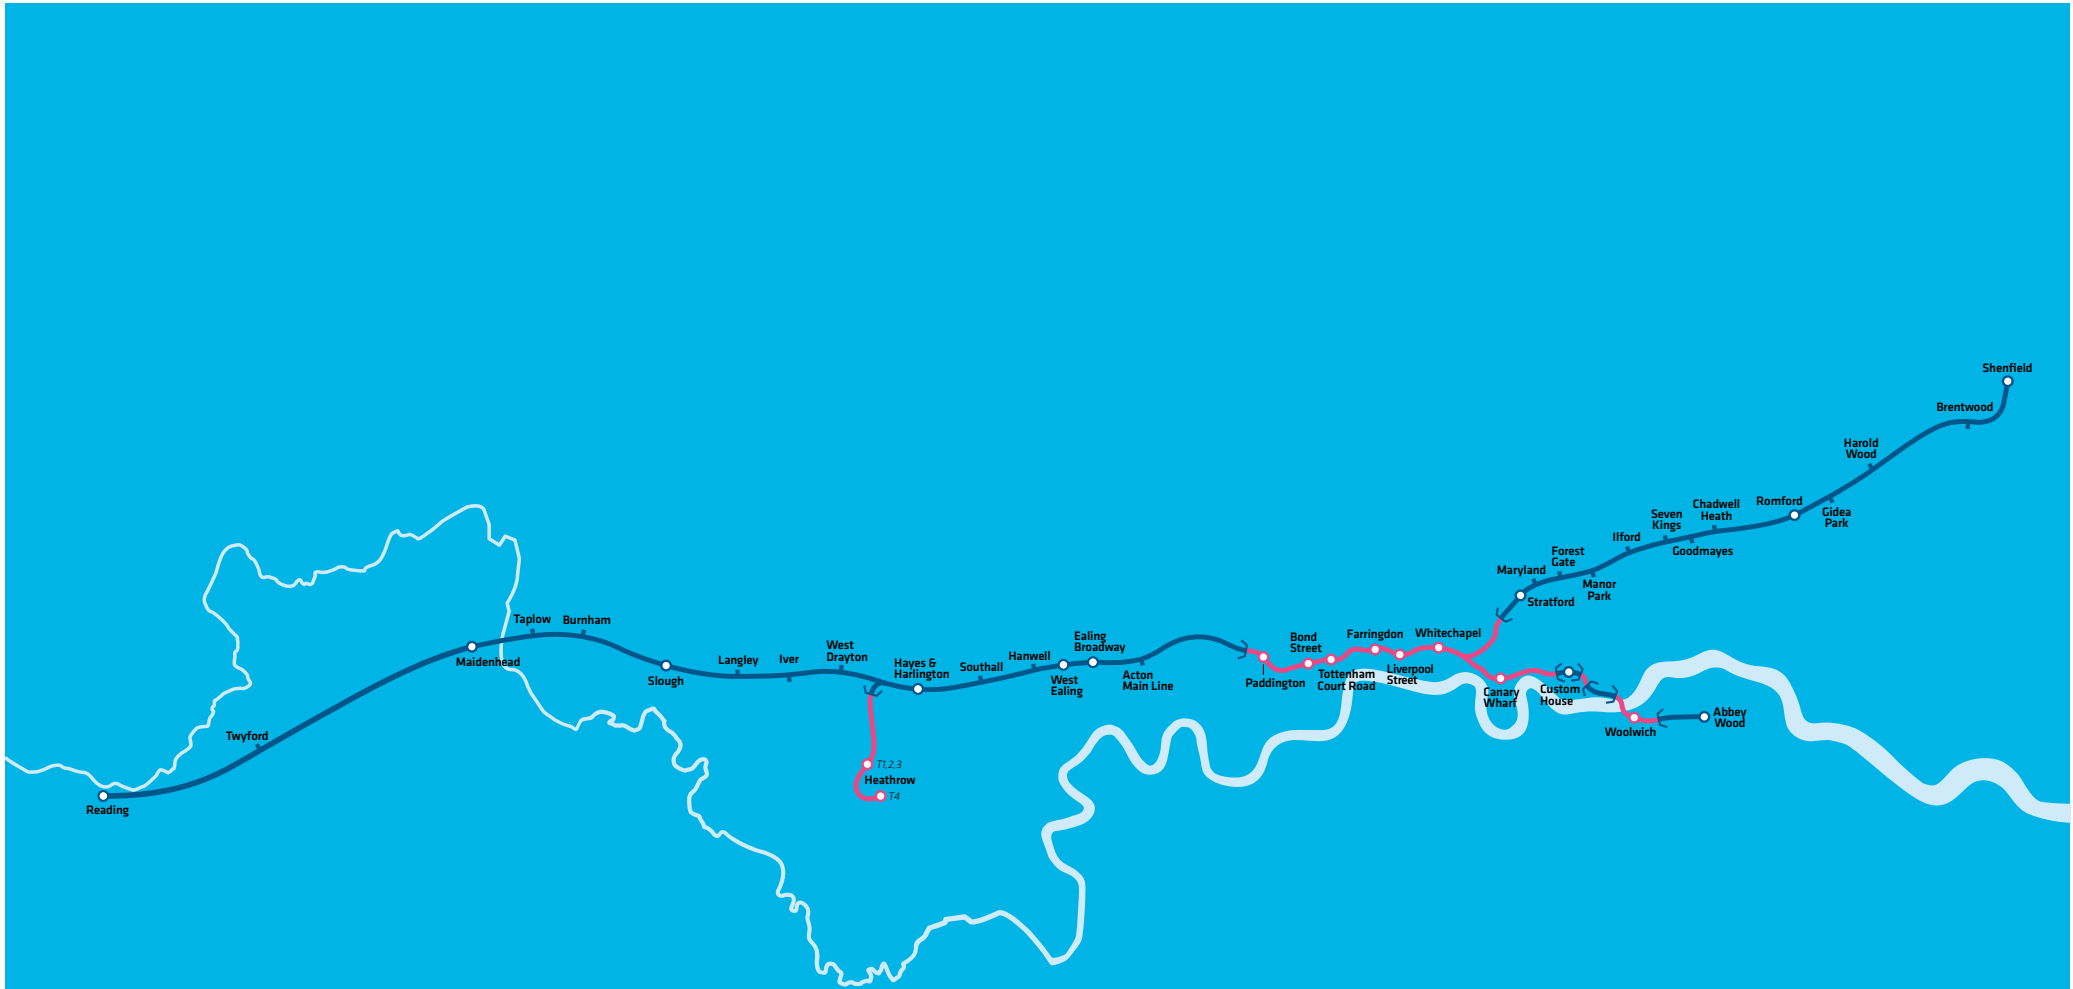 Reading
Twyford
Maidenhead
Taplow
Burnham
Slough
Langley
Iver
West
Drayton
T1,2,3
Heathrow
T4
Hayes &
Harlington
Southall
Hanwell
West
Ealing
Ealing
Broadway
Acton
Main Line
Paddington
Bond
Street
Tottenham
Court Road
Farringdon
Liverpool
Street
Whitechapel
Canary
Wharf
Custom
House
Woolwich
Abbey
Wood
Stratford
Maryland
Forest
Gate
Manor
Park
Ilford
Seven
Kings
Goodmayes
Chadwell
Heath
Romford
Gidea
Park
Harold
Wood
Brentwood
Shenfield